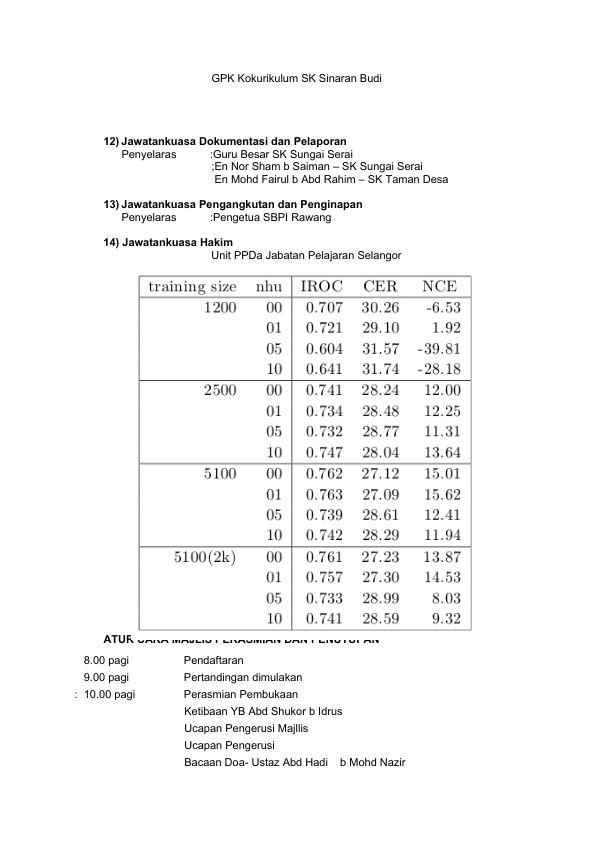 GPK Kokurikulum SK Sinaran Budi
12) Jawatankuasa Dokumentasi dan Pelaporan
Penyelaras :Guru Besar SK Sungai Serai
;En Nor Sham b Saiman – SK Sungai Serai
En Mohd Fairul b Abd Rahim – SK Taman Desa
13) Jawatankuasa Pengangkutan dan Penginapan
Penyelaras :Pengetua SBPI Rawang
14) Jawatankuasa Hakim
Unit PPDa Jabatan Pelajaran Selangor
training size nhu IROC CER NCE
1200 00 0.707 30.26 -6.53
01 0.721 29.10 1.92
05 0.604 31.57 -39.81
10 0.641 31.74 -28.18
2500 00 0.741 28.24 12.00
01 0.734 28.48 12.25
05 0.732 28.77 11.31
10 0.747 28.04 13.64
5100 00 0.762 27.12 15.01
01 0.763 27.09 15.62
05 0.739 28.61 12.41
10 0.742 28.29 11.94
5100(2k) 00 0.761 27.23 13.87
01 0.757 27.30 14.53
05 0.733 28.99 8.03
10 0.741 28.59 9.32
ATUR CARA MAJLIS PERASMIAN DAN PENUTUPAN
8.00 pagi Pendaftaran
9.00 pagi Pertandingan dimulakan
: 10.00 pagi Perasmian Pembukaan
Ketibaan YB Abd Shukor b Idrus
Ucapan Pengerusi Majllis
Ucapan Pengerusi
Bacaan Doa- Ustaz Abd Hadi b Mohd Nazir